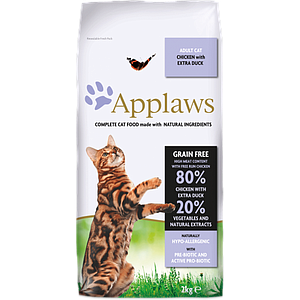 ADULT CAT
CHICKEN with
EXTRA DUCK
Applaws
COMPLETE CAT FOOD made with NATURAL INGREDIENTS
GRAIN FREE
HIGH MEAT CONTENT
WITH FREE RUN CHICKEN
80%
CHICKEN WITH
EXTRA DUCK
20%
VEGETABLES AND
NATURAL EXTRACTS
NATURALLY
HYPO-ALLERGENIC
WITH
PRE-BIOTIC AND
ACTIVE PRO-BIOTIC
2kg e